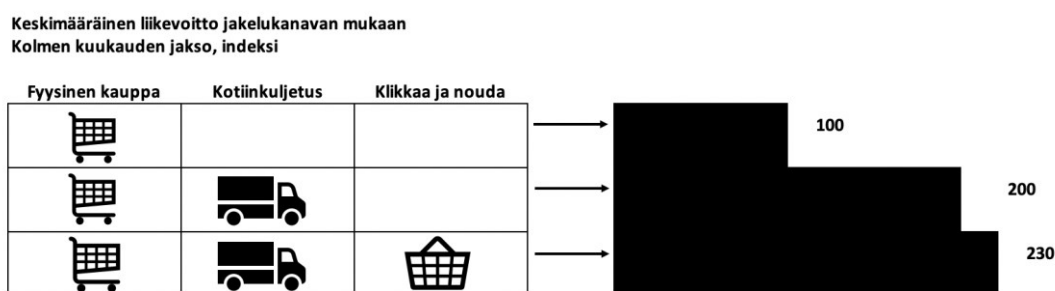 Keskimääräinen liikevoitto jakelukanavan mukaan
Kolmen kuukauden jakso, indeksi
Fyysinen kauppa Kotiinkuljetus Klikkaa ja nouda
100
200
230